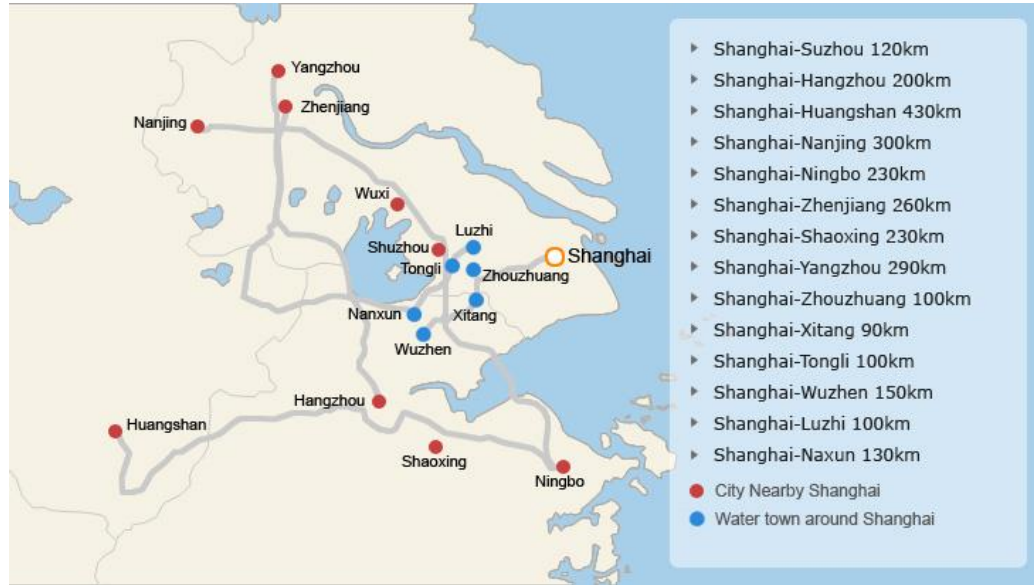 Yangzhou
Zhenjiang
Nanjing
Wuxi
Luzhi
Shuzhou
Shanghai
Tongli
Zhouzhuang
Nanxun
Xitang
Wuzhen
Hangzhou
Huangshan
Shaoxing
Ningbo
Shanghai-Suzhou 120km
Shanghai-Hangzhou 200km
Shanghai-Huangshan 430km
Shanghai-Nanjing 300km
Shanghai-Ningbo 230km
Shanghai-Zhenjiang 260km
Shanghai-Shaoxing 230km
Shanghai-Yangzhou 290km
Shanghai-Zhouzhuang 100km
Shanghai-Xitang 90km
Shanghai-Tongli 100km
Shanghai-Wuzhen 150km
Shanghai-Luzhi 100km
Shanghai-Naxun 130km
City Nearby Shanghai
Water town around Shanghai